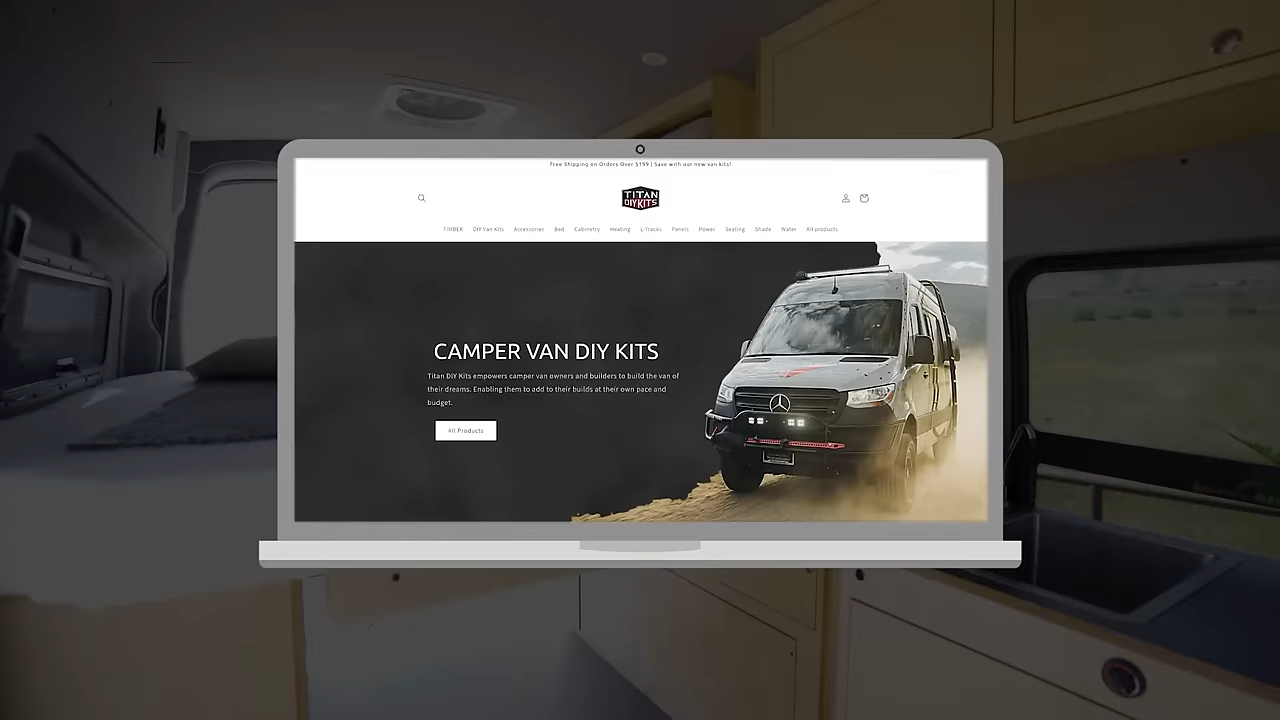 Free Shipping on Orders Over $199 | Save with our new van kits!
TITAN
DIYKITS
TIMBER DIY Van Kits Accessories Bed Cabinetry Heating L-Tracks Panels Power Seating Shade Water All products
CAMPER VAN DIY KITS
Titan DIY Kits empowers camper van owners and builders to build the van of
their dreams. Enabling them to add to their builds at their own pace and
budget.
All Products